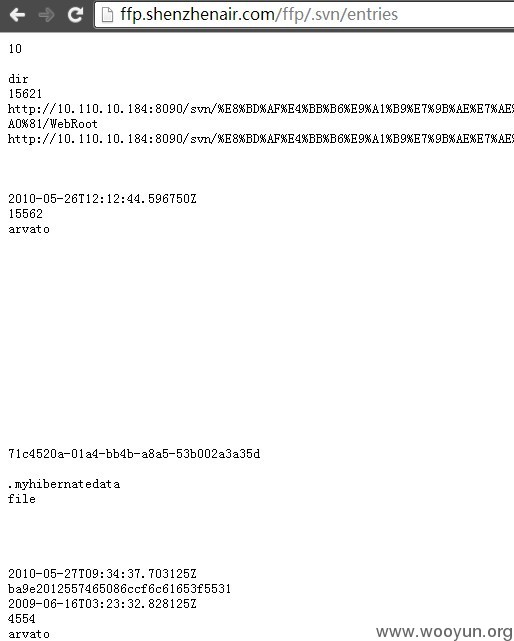 ffp.shenzhenair.com/ffp/.svn/entries
10
dir
15621
http://10.110.10.184:8090/svn/%E8%BD%AF%E4%BB%B6%E9%A1%B9%E7%9B%AE%E7%AE%
A0%81/WebRoot
http://10.110.10.184:8090/svn/%E8%BD%AF%E4%BB%B6%E9%A1%B9%E7%9B%AE%E7%AE%
2010-05-26T12:12:44.596750Z
15562
arvato
71c4520a-01a4-bb4b-a8a5-53b002a3a35d
.myhibernatedata
file
2010-05-27T09:34:37.703125Z
ba9e2012557465086ccf6c61653f5531
2009-06-16T03:23:32.828125Z
4554
arvato
www.wooyun.org